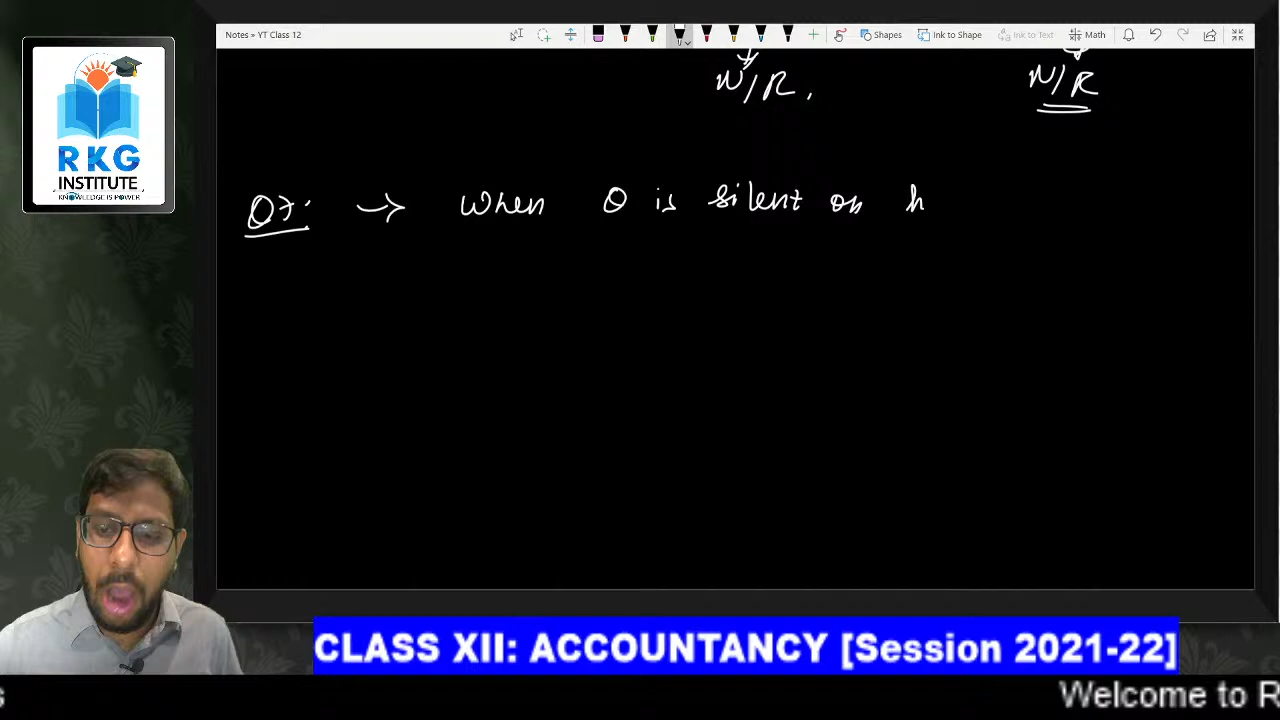 Notes » YT Class 12
Shapes
Ink to Shape
Ink to Text
Math
N/R.
N/R
RKG
INSTITUTE
KNOWLEDGE IS POWER
Q7: → When Q is silent on h
CLASS XII: ACCOUNTANCY [Session 2021-22]
s
Welcome to R